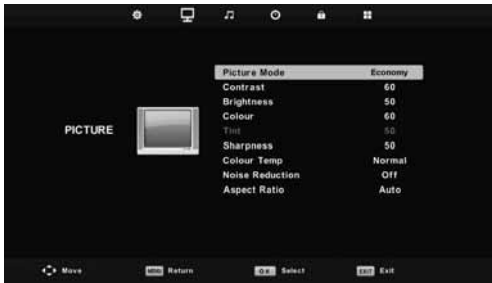 Picture Mode Economy
Contrast 60
Brightness 50
Colour 60
PICTURE
Tint 50
Sharpness 50
Colour Temp Normal
Noise Reduction Off
Aspect Ratio Auto
Move MENU Return OK Select EXIT Exit